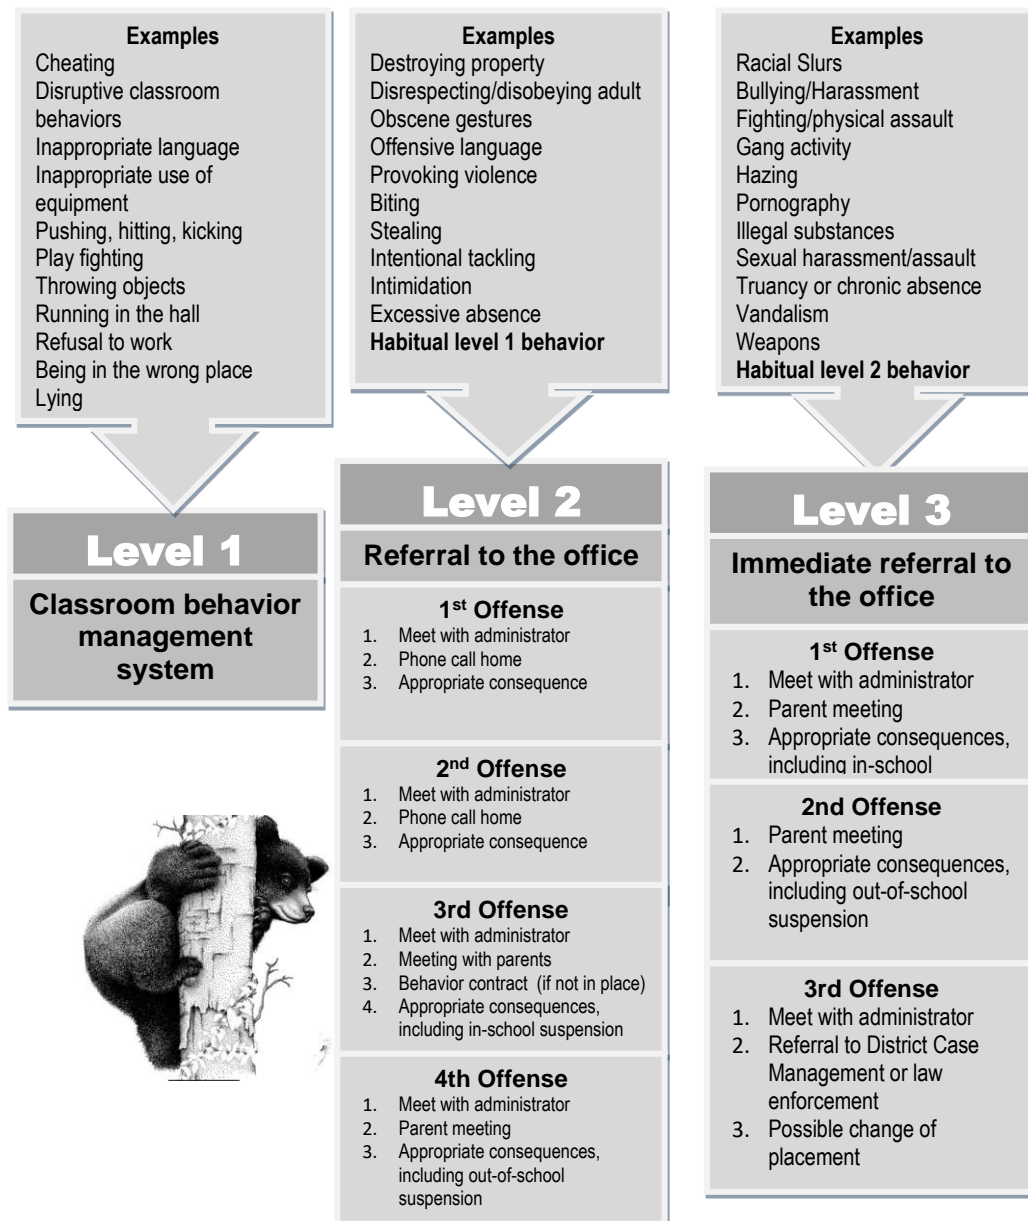 Examples
Cheating
Disruptive classroom
behaviors
Inappropriate language
Inappropriate use of
equipment
Pushing, hitting, kicking
Play fighting
Throwing objects
Running in the hall
Refusal to work
Being in the wrong place
Lying
Level 1
Classroom behavior
management
system
Examples
Destroying property
Disrespecting/disobeying adult
Obscene gestures
Offensive language
Provoking violence
Biting
Stealing
Intentional tackling
Intimidation
Excessive absence
Habitual level 1 behavior
Level 2
Referral to the office
1st Offense
1. Meet with administrator
2. Phone call home
3. Appropriate consequence
2nd Offense
1. Meet with administrator
2. Phone call home
3. Appropriate consequence
3rd Offense
1. Meet with administrator
2. Meeting with parents
3. Behavior contract (if not in place)
4. Appropriate consequences,
including in-school suspension
4th Offense
1. Meet with administrator
2. Parent meeting
3. Appropriate consequences,
including out-of-school
suspension
Examples
Racial Slurs
Bullying/Harassment
Fighting/physical assault
Gang activity
Hazing
Pornography
Illegal substances
Sexual harassment/assault
Truancy or chronic absence
Vandalism
Weapons
Habitual level 2 behavior
Level 3
Immediate referral to
the office
1st Offense
1. Meet with administrator
2. Parent meeting
3. Appropriate consequences,
including in-school
2nd Offense
1. Parent meeting
2. Appropriate consequences,
including out-of-school
suspension
3rd Offense
1. Meet with administrator
2. Referral to District Case
Management or law
enforcement
3. Possible change of
placement